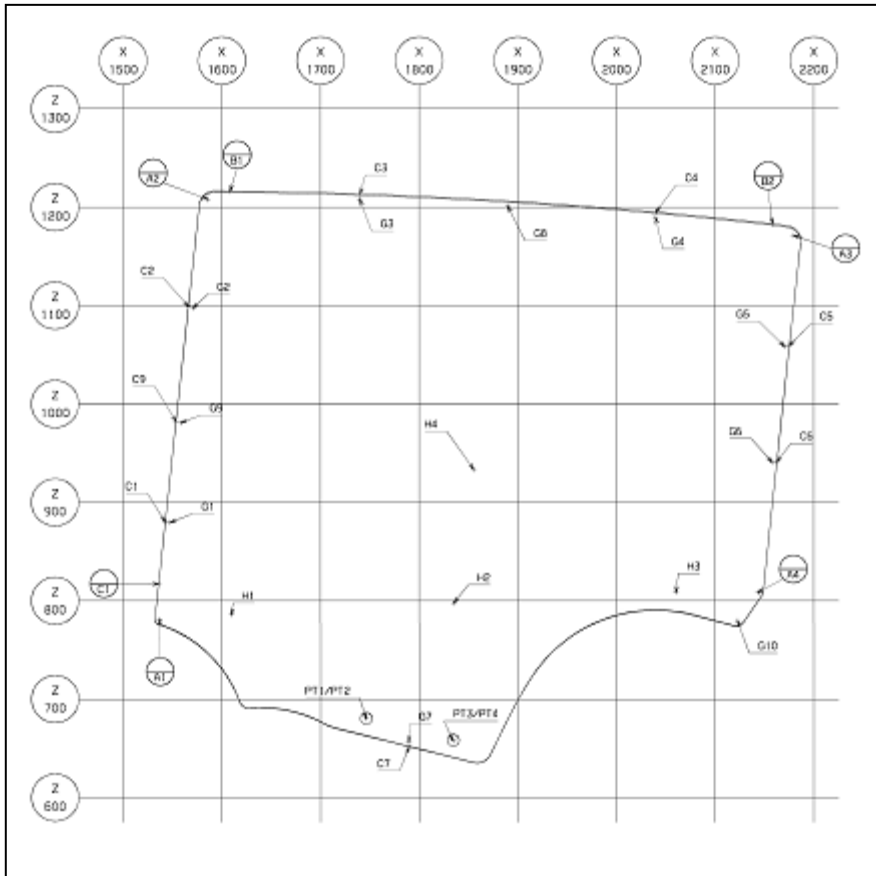 X X X X X X X X
1500 1600 1700 1800 1900 2000 2100 2200
Z
1300
B1
A2
C3
C4
B2
Z
1200
G3
G8
G4
A3
C2
G2
Z
1100
G5
C5
C9
Z
1000
G9
H4
G6
C6
C1
Z
900
G1
C1
H2
H3
A4
Z
800
H1
G10
A1
PT1/PT2
Z
700
G7
PT3/PT4
C7
Z
600